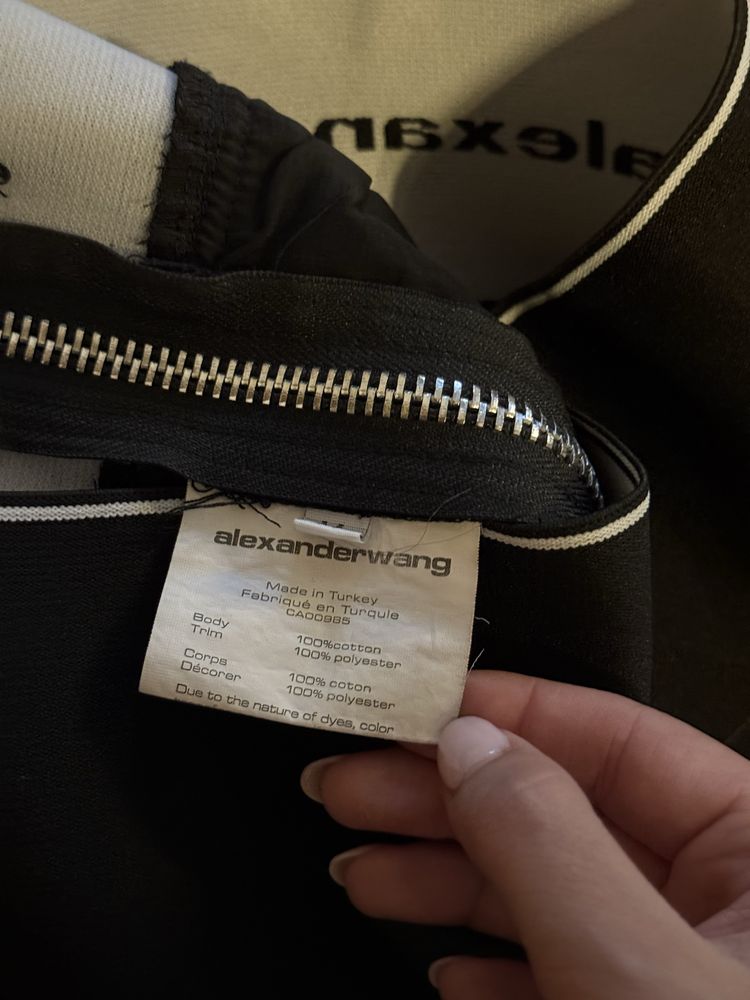 alexan
alexanderwang
Made in Turkey
Fabriqué en Turquie
CA00985
Body 100%cotton
Trim 100% polyester
Corps 100% coton
Décorer 100% polyester
Due to the nature of dyes, color